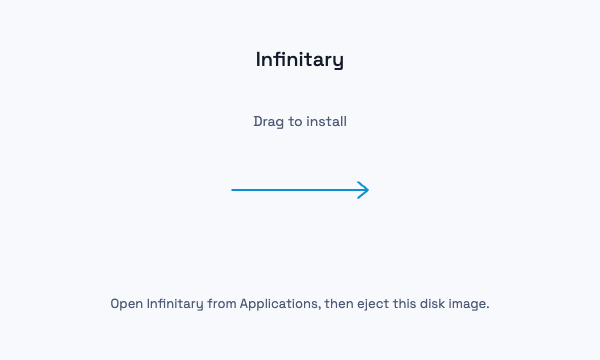 Infinitary
Drag to install
Open Infinitary from Applications, then eject this disk image.